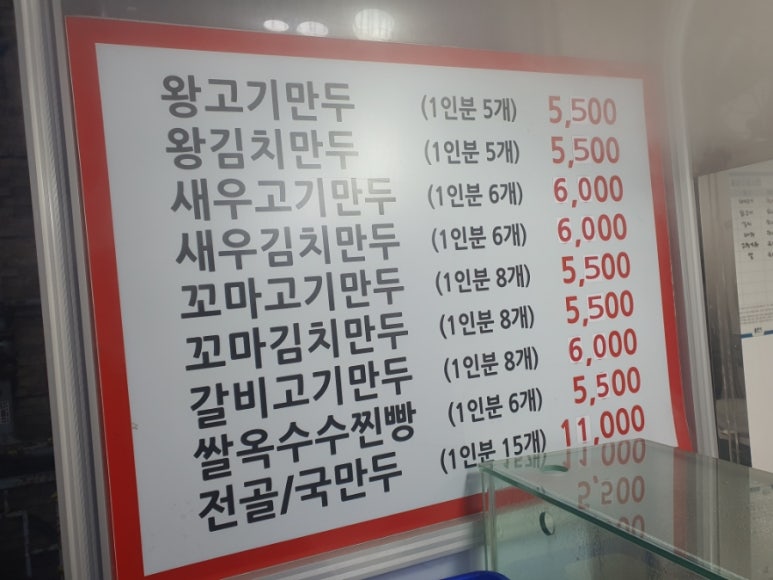 왕고기만두 (1인분 5개) 5,500
왕김치만두 (1인분 5개) 5,500
새우고기만두 (1인분 6개) 6,000
새우김치만두 (1인분 6개) 6,000
꼬마고기만두 (1인분 8개) 5,500
꼬마김치만두 (1인분 8개) 5,500
갈비고기만두 (1인분 8개) 6,000
쌀옥수수찐빵 (1인분 6개) 5,500
전골/국만두 (1인분 15개) 11,000